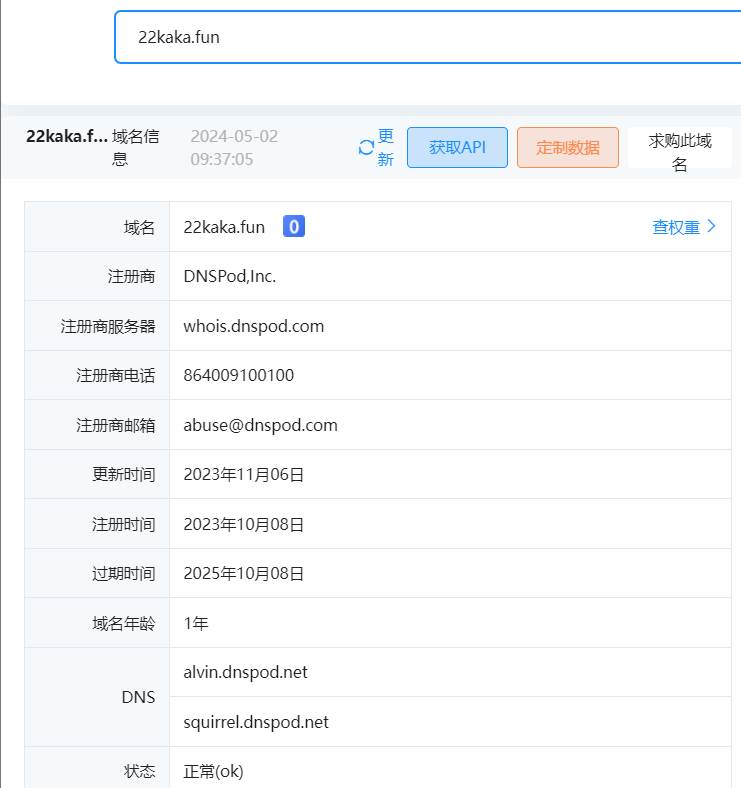 22kaka.fun
22kaka.f... 域名信息
2024-05-02 09:37:05
更新
获取API
定制数据
求购此域名
域名 22kaka.fun 0 查权重
注册商 DNSPod,Inc.
注册商服务器 whois.dnspod.com
注册商电话 864009100100
注册商邮箱 abuse@dnspod.com
更新时间 2023年11月06日
注册时间 2023年10月08日
过期时间 2025年10月08日
域名年龄 1年
DNS alvin.dnspod.net
squirrel.dnspod.net
状态 正常(ok)